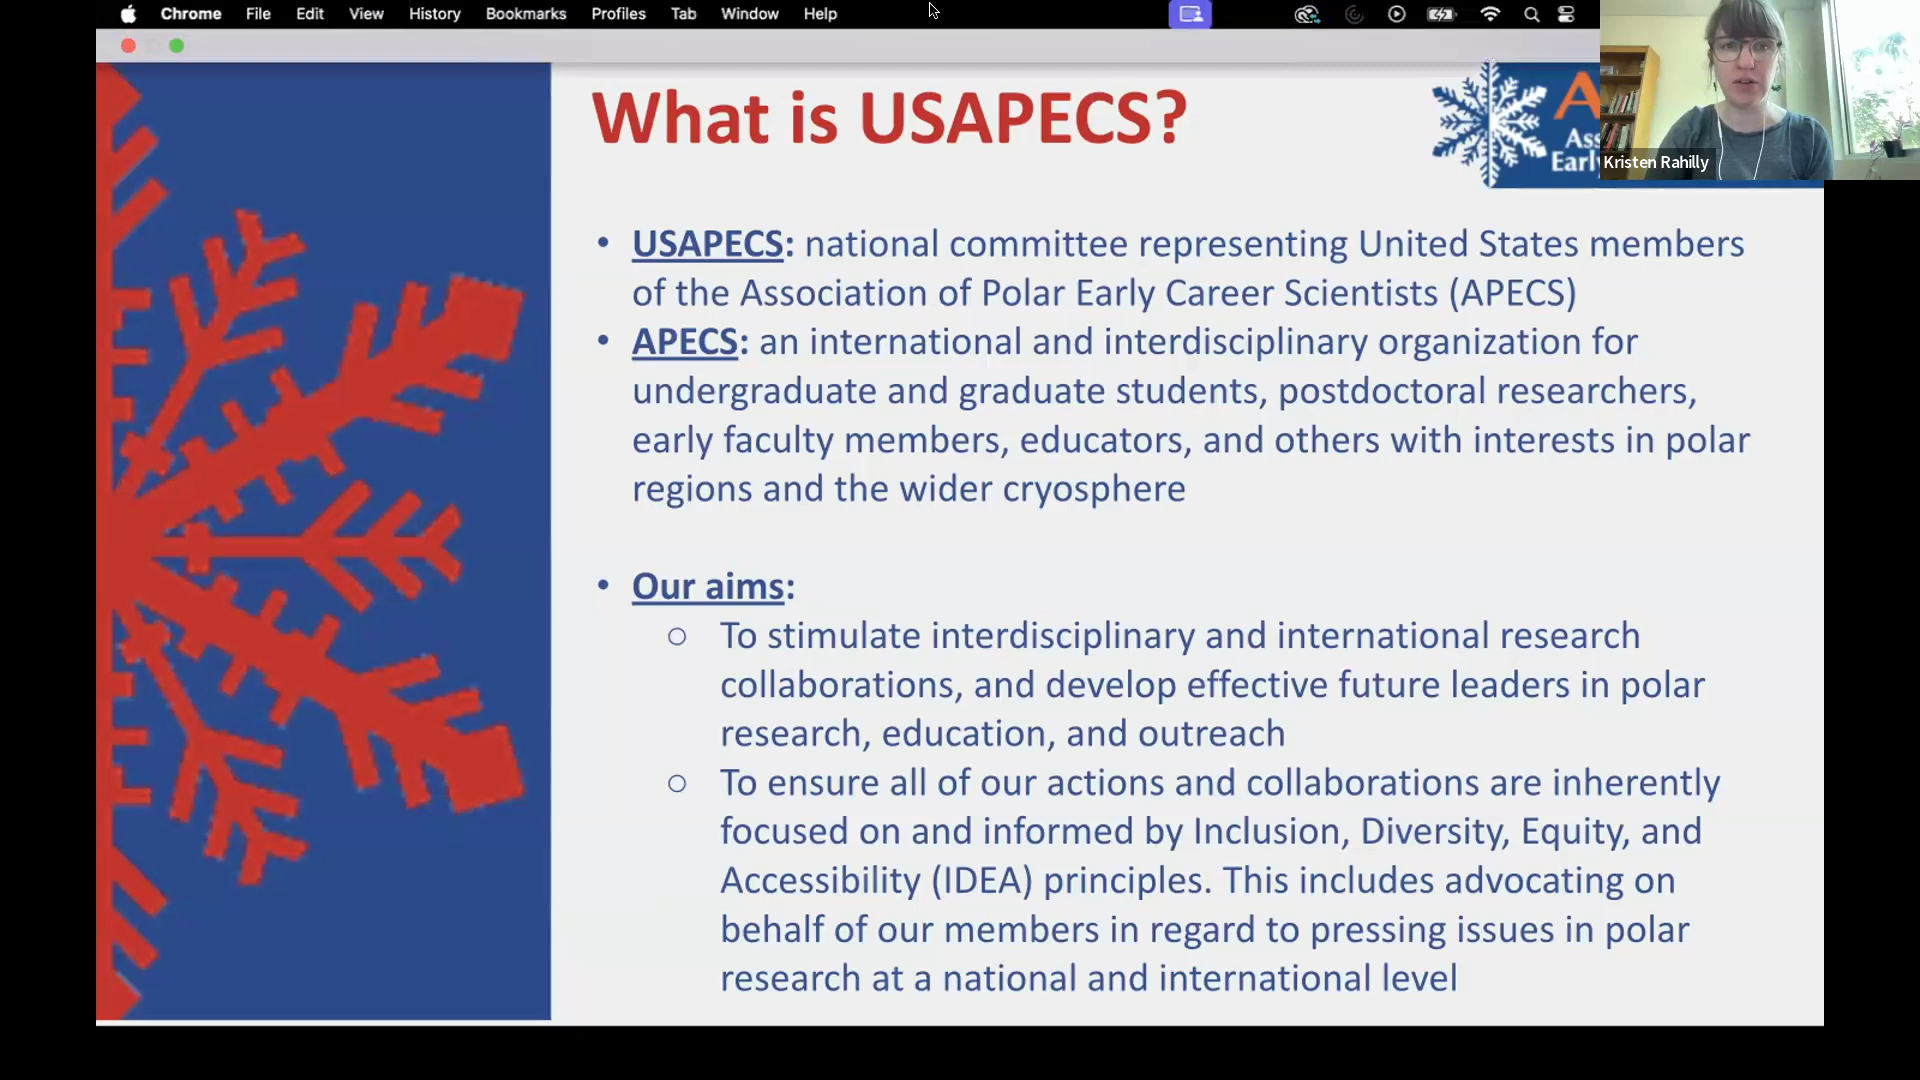 Chrome File Edit View History Bookmarks Profiles Tab Window Help
What is USAPECS?
A
Ass
Early
Kristen Rahilly
• USAPECS: national committee representing United States members
of the Association of Polar Early Career Scientists (APECS)
• APECS: an international and interdisciplinary organization for
undergraduate and graduate students, postdoctoral researchers,
early faculty members, educators, and others with interests in polar
regions and the wider cryosphere
• Our aims:
○ To stimulate interdisciplinary and international research
collaborations, and develop effective future leaders in polar
research, education, and outreach
○ To ensure all of our actions and collaborations are inherently
focused on and informed by Inclusion, Diversity, Equity, and
Accessibility (IDEA) principles. This includes advocating on
behalf of our members in regard to pressing issues in polar
research at a national and international level